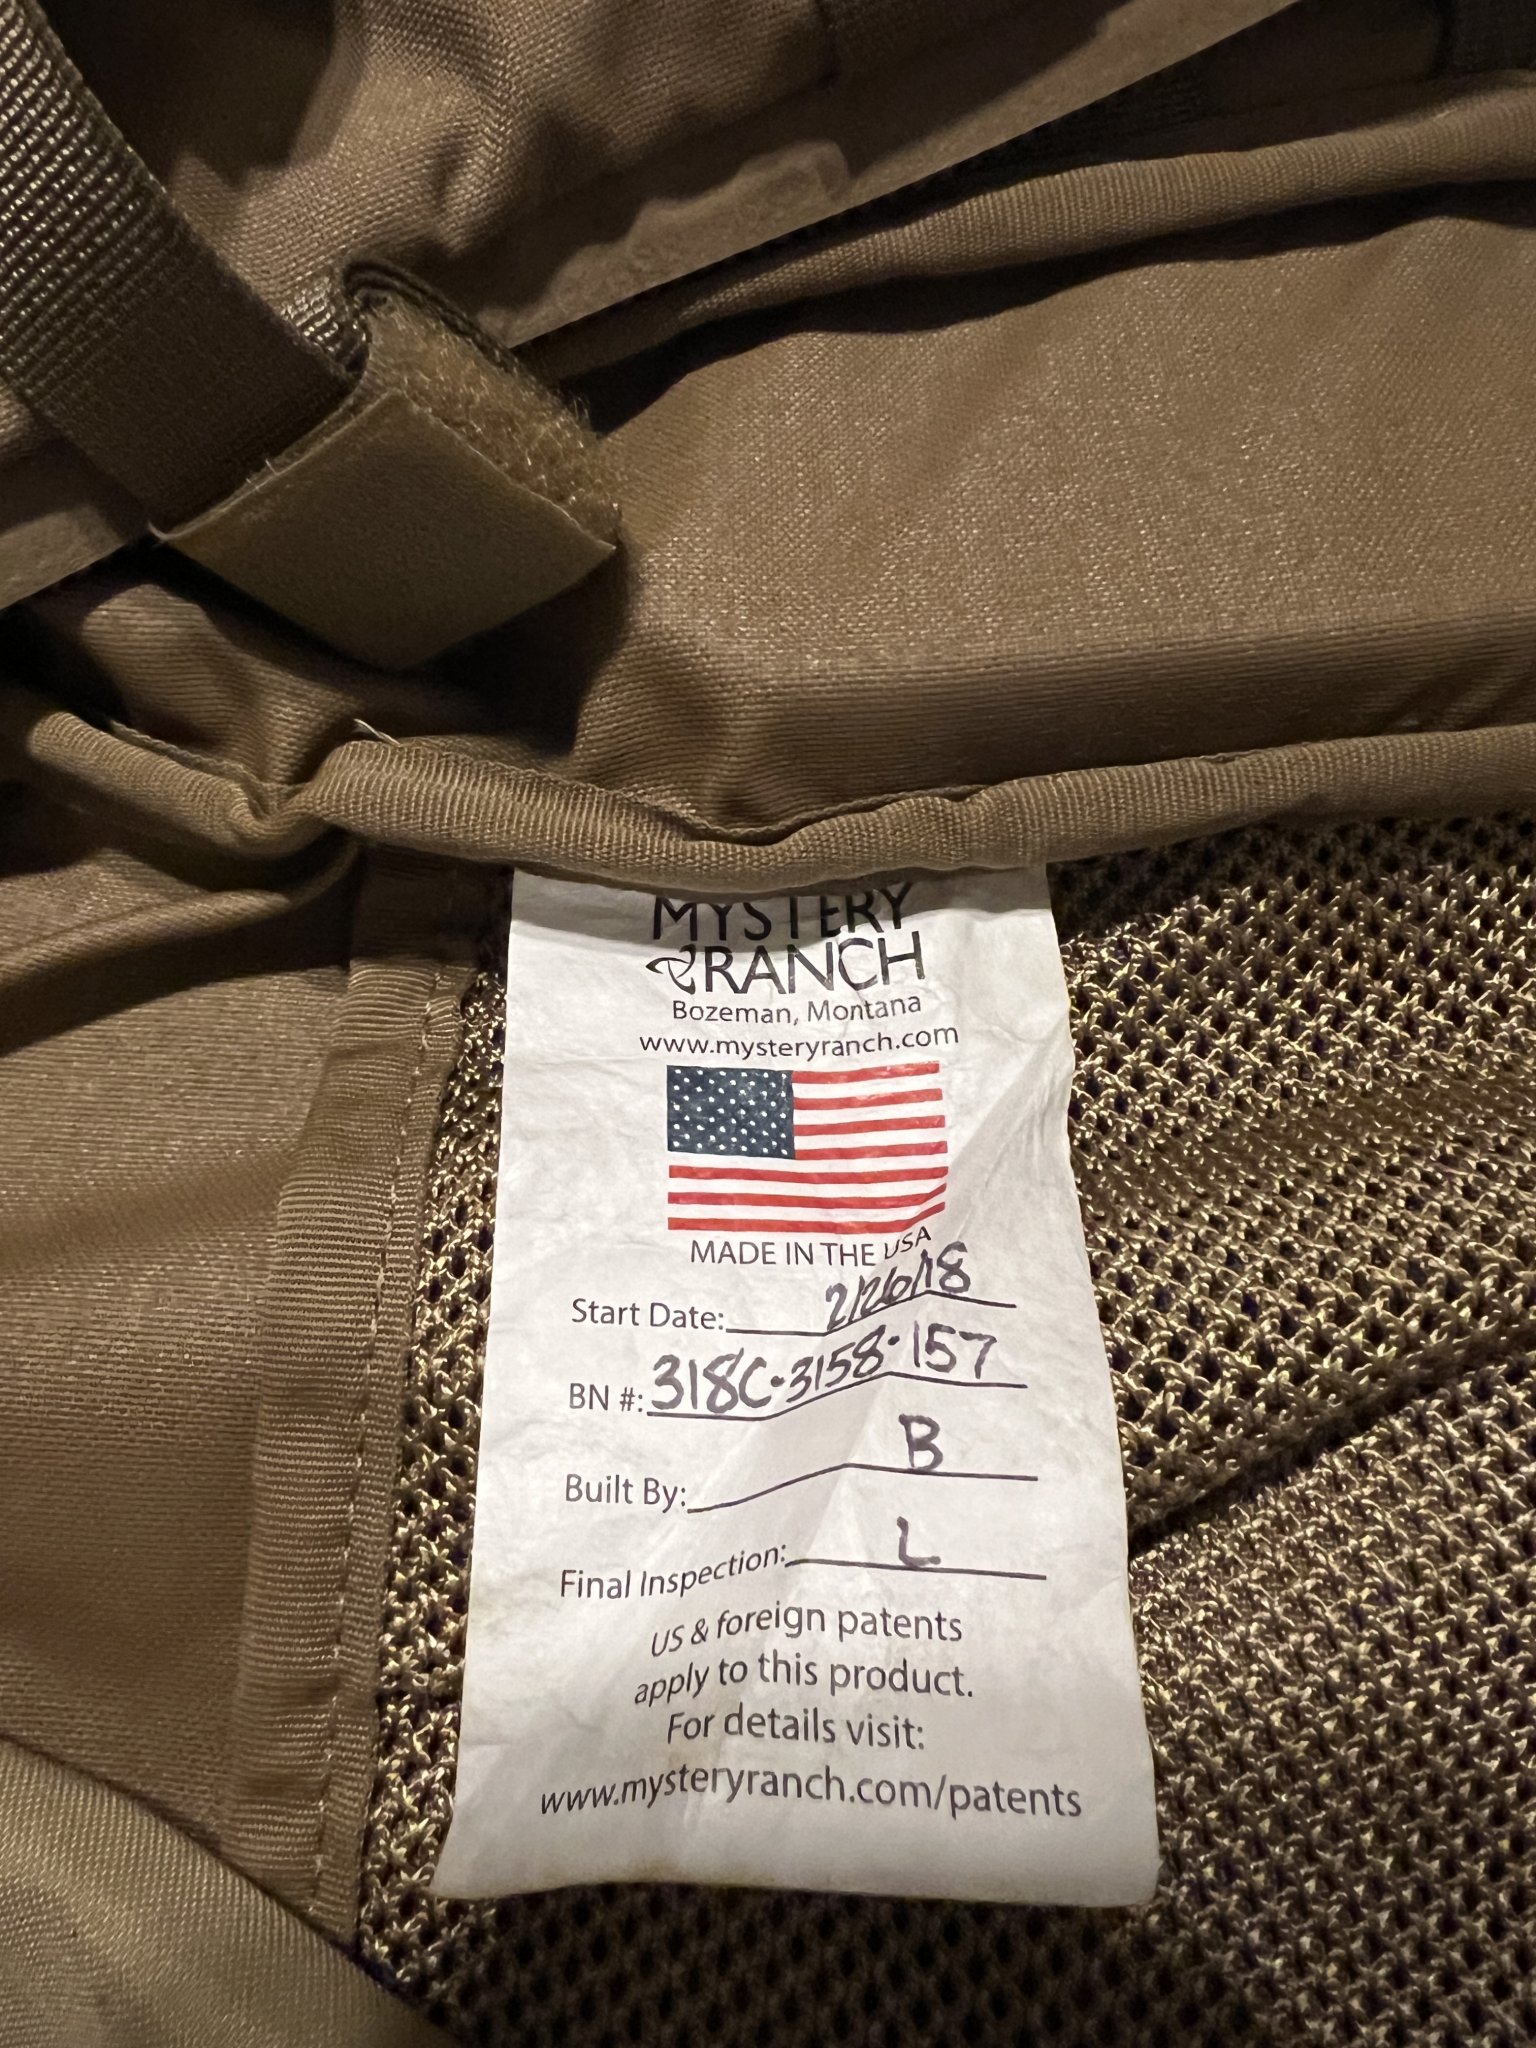 MYSTERY
RANCH
Bozeman, Montana
www.mysteryranch.com
MADE IN THE USA
Start Date: 2/26/18
BN #: 318C-3158-157
Built By: B
Final Inspection: L
US & foreign patents
apply to this product.
For details visit:
www.mysteryranch.com/patents